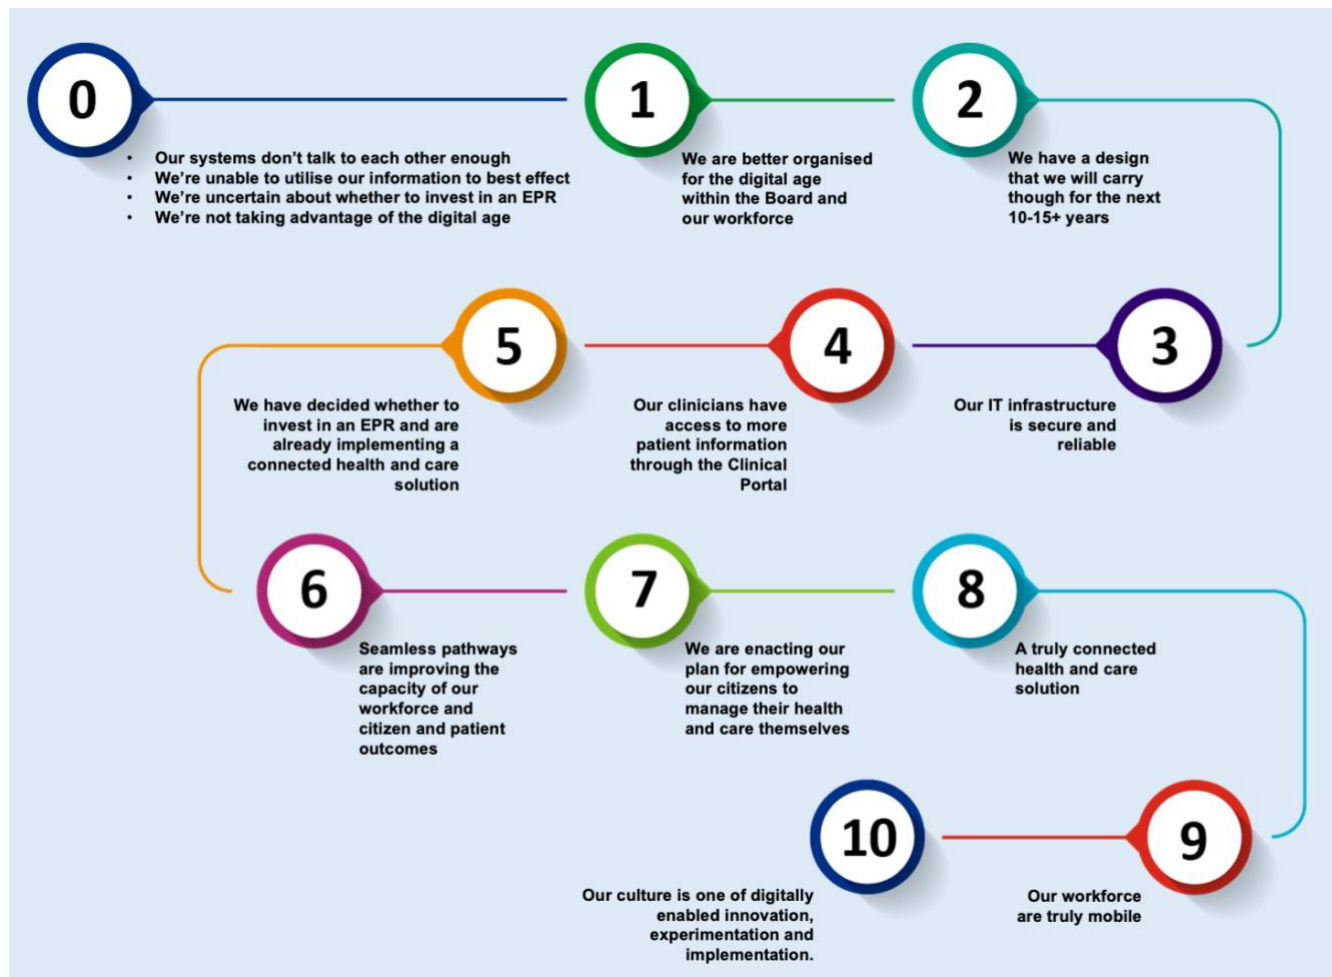 0
• Our systems don't talk to each other enough
• We're unable to utilise our information to best effect
• We're uncertain about whether to invest in an EPR
• We're not taking advantage of the digital age
1
We are better organised
for the digital age
within the Board and
our workforce
2
We have a design
that we will carry
though for the next
10-15+ years
3
Our IT infrastructure
is secure and
reliable
4
Our clinicians have
access to more
patient information
through the Clinical
Portal
5
We have decided whether to
invest in an EPR and are
already implementing a
connected health and care
solution
6
Seamless pathways
are improving the
capacity of our
workforce and
citizen and patient
outcomes
7
We are enacting our
plan for empowering
our citizens to
manage their health
and care themselves
8
A truly connected
health and care
solution
9
Our workforce
are truly mobile
10
Our culture is one of digitally
enabled innovation,
experimentation and
implementation.